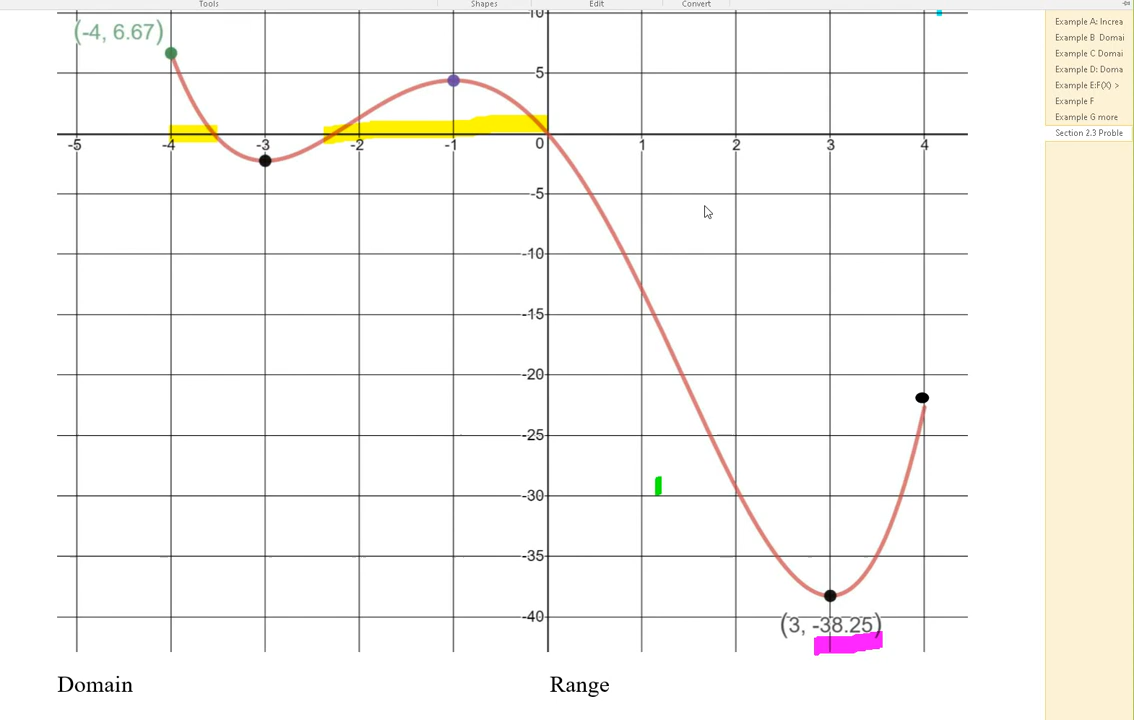 Tools Shapes Edit Convert
10
Example A: Increa
(-4, 6.67)
Example B Domai
Example C Domai
5
Example D: Doma
Example E:F(X) >
Example F
Example G more
Section 2.3 Proble
-5 -4 -3 -2 -1 0 1 2 3 4
-5
-10
-15
-20
-25
-30
-35
-40
(3, -38.25)
Domain Range